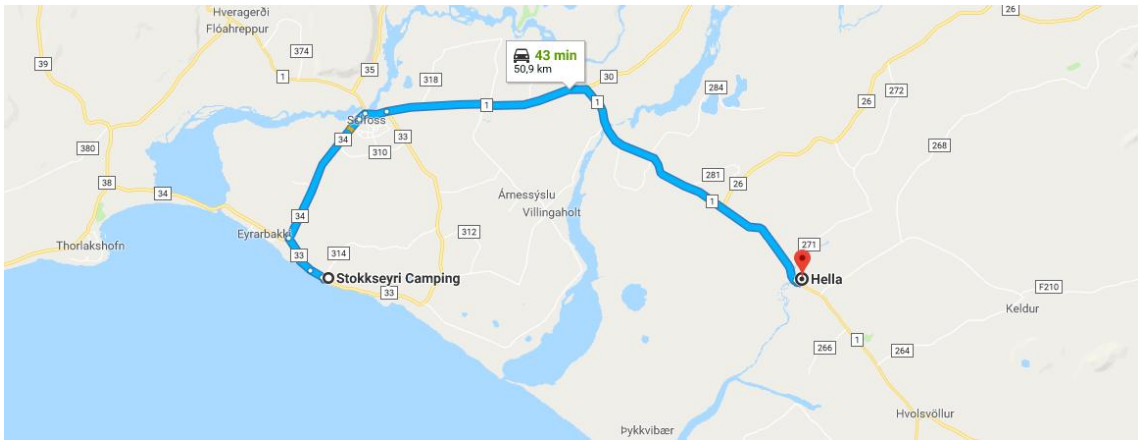 Hveragerði
Flóahreppur
26
39
374
1
35
318
43 min
50,9 km
30
1
1
284
272
26
Selfoss
34
33
310
380
268
281
26
38
34
Árnessýslu
Villingaholt
1
34
312
Eyrarbakki
Thorlakshofn
33
314
271
Stokkseyri Camping
Hella
33
F210
Keldur
266
1
264
Hvolsvöllur
Þykkvibær